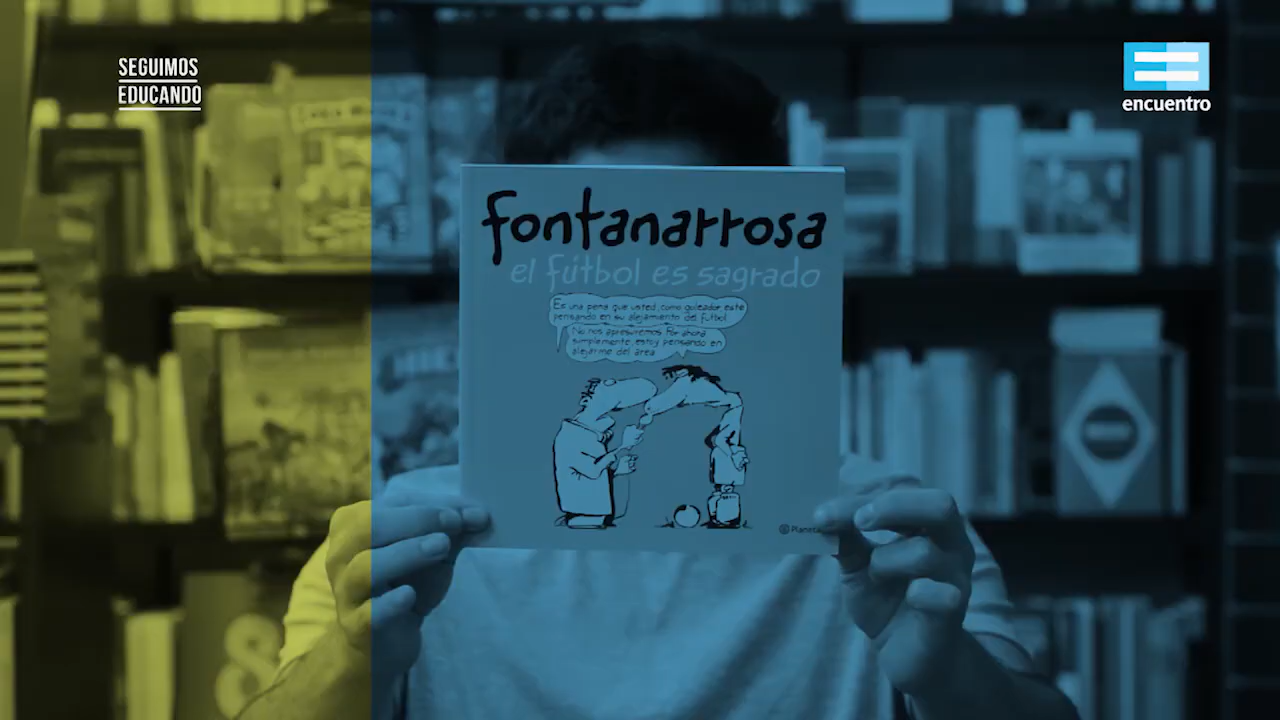 SEGUIMOS
EDUCANDO
encuentro
fontanarrosa
el fútbol es sagrado
Es una pena que usted, como goleador, esté
pensando en su alejamiento del fútbol
No nos apresuremos. Por ahora
simplemente, estoy pensando en
alejarme del área
Planeta